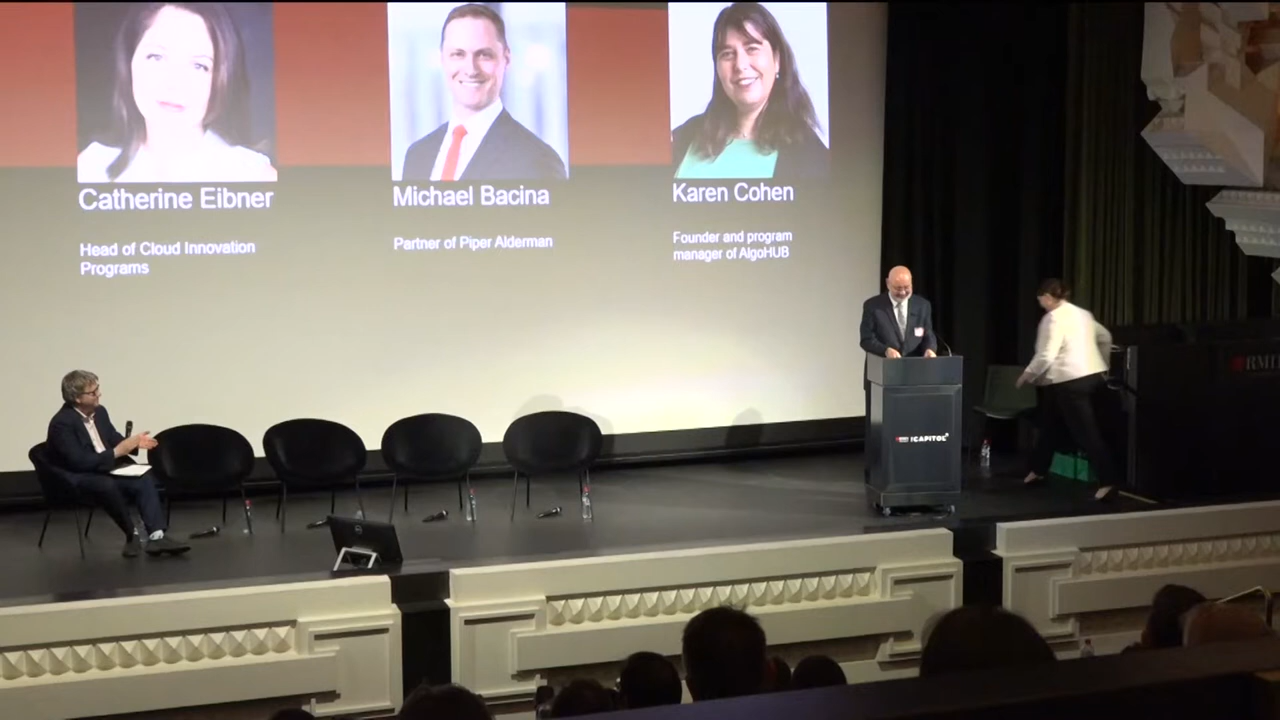 Catherine Eibner
Head of Cloud Innovation
Programs
Michael Bacina
Partner of Piper Alderman
Karen Cohen
Founder and program
manager of AlgoHUB
THE CAPITOL